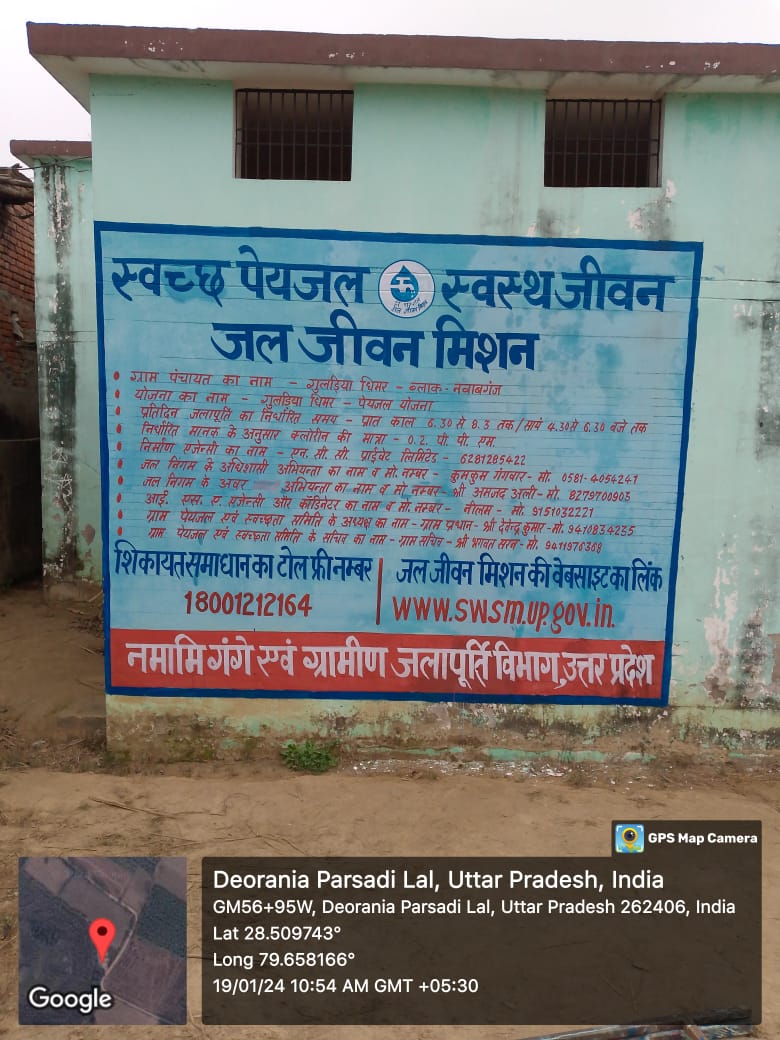 स्वच्छ पेयजल स्वस्थ जीवन
जल जीवन मिशन
ग्राम पंचायत का नाम - गुलड़िया धिमर - ब्लाक - नवाबगंज
योजना का नाम - गुलड़िया धिमर - पेयजल योजना
प्रतिदिन जलापूर्ति का निर्धारित समय - प्रात काल 6.30 से 8.3 तक / सायं 4.30 से 6.30 बजे तक
निर्धारित मानक के अनुसार क्लोरीन की मात्रा - 0.2. पी. पी. एम.
निर्माण एजेन्सी का नाम - एन. सी. सी. प्राईवेट लिमिटेड - 6281285422
जल निगम के अधिशासी अभियन्ता का नाम व मो. नम्बर - कुमकुम गंगवार - मो. 0581-4054241
जल निगम के अवर अभियन्ता का नाम व मो. नम्बर - श्री अमजद अली - मो. 8279700903
आई. एस. ए. एजेन्सी और कॉडिनेटर का नाम व मो. नम्बर - नीलम - मो. 9151032221
ग्राम पेयजल एवं स्वच्छता समिति के अध्यक्ष का नाम - ग्राम प्रधान - श्री देवेन्द्र कुमार - मो. 9410834235
ग्राम पेयजल एवं स्वच्छता समिति के सचिव का नाम - ग्राम सचिव - श्री भगवत सरन - मो. 9411976368
शिकायत समाधान का टोल फ्री नम्बर
18001212164
जल जीवन मिशन की वेबसाइट का लिंक
www.swsm.up.gov.in.
नमामि गंगे एवं ग्रामीण जलापूर्ति विभाग, उत्तर प्रदेश
GPS Map Camera
Deorania Parsadi Lal, Uttar Pradesh, India
GM56+95W, Deorania Parsadi Lal, Uttar Pradesh 262406, India
Lat 28.509743°
Long 79.658166°
19/01/24 10:54 AM GMT +05:30
Google